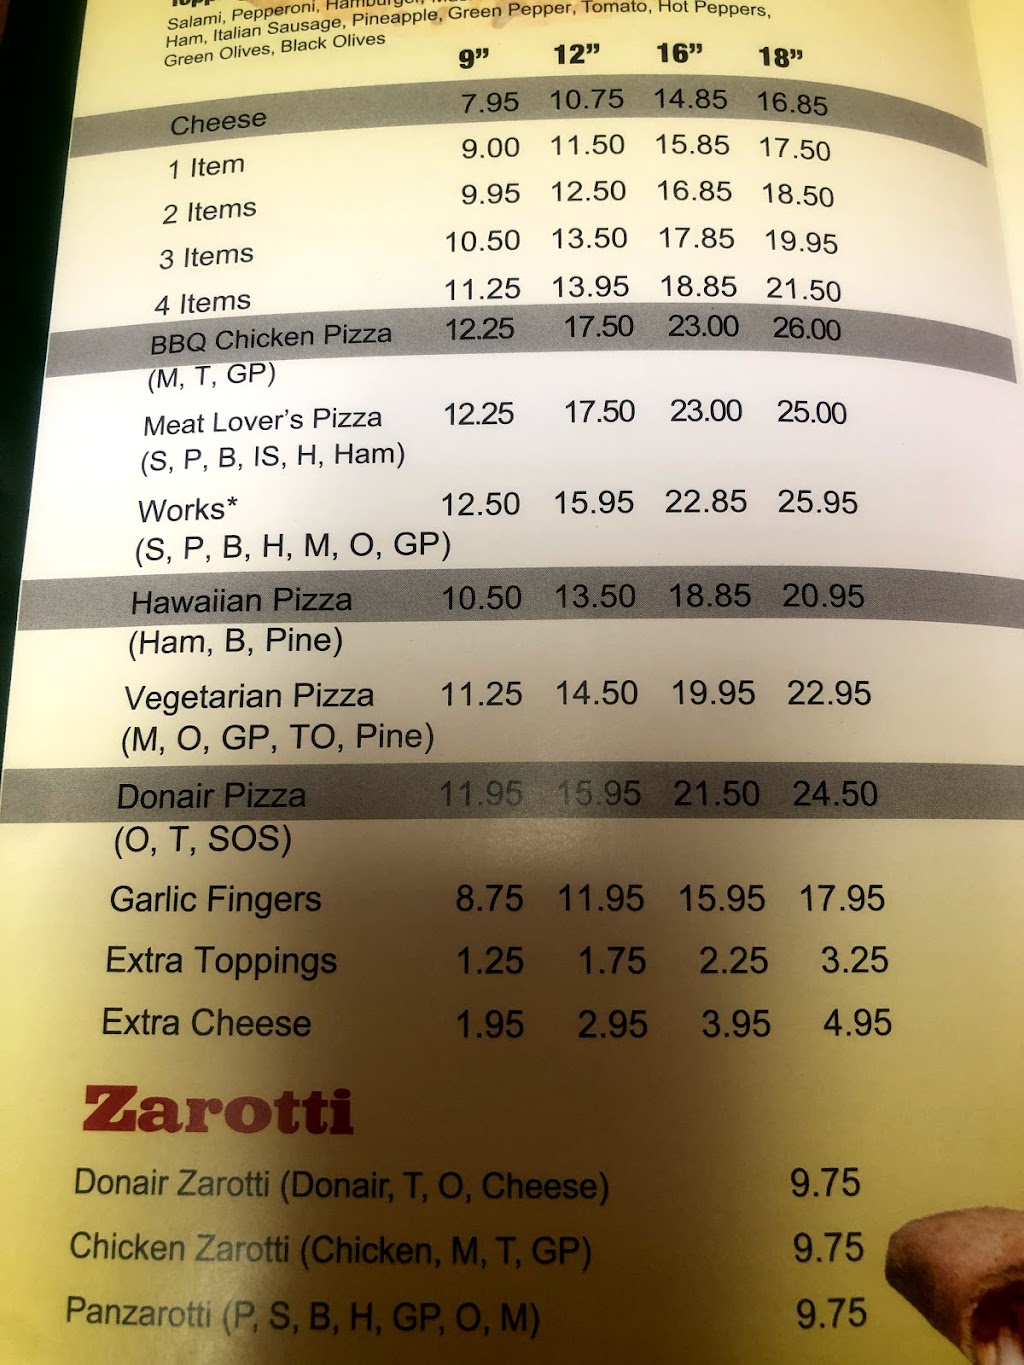 Salami, Pepperoni, Hamburger,
Ham, Italian Sausage, Pineapple, Green Pepper, Tomato, Hot Peppers,
Green Olives, Black Olives
9” 12” 16” 18”
Cheese 7.95 10.75 14.85 16.85
1 Item 9.00 11.50 15.85 17.50
2 Items 9.95 12.50 16.85 18.50
3 Items 10.50 13.50 17.85 19.95
4 Items 11.25 13.95 18.85 21.50
BBQ Chicken Pizza 12.25 17.50 23.00 26.00
(M, T, GP)
Meat Lover’s Pizza 12.25 17.50 23.00 25.00
(S, P, B, IS, H, Ham)
Works* 12.50 15.95 22.85 25.95
(S, P, B, H, M, O, GP)
Hawaiian Pizza 10.50 13.50 18.85 20.95
(Ham, B, Pine)
Vegetarian Pizza 11.25 14.50 19.95 22.95
(M, O, GP, TO, Pine)
Donair Pizza 11.95 15.95 21.50 24.50
(O, T, SOS)
Garlic Fingers 8.75 11.95 15.95 17.95
Extra Toppings 1.25 1.75 2.25 3.25
Extra Cheese 1.95 2.95 3.95 4.95
Zarotti
Donair Zarotti (Donair, T, O, Cheese) 9.75
Chicken Zarotti (Chicken, M, T, GP) 9.75
Panzarotti (P, S, B, H, GP, O, M) 9.75